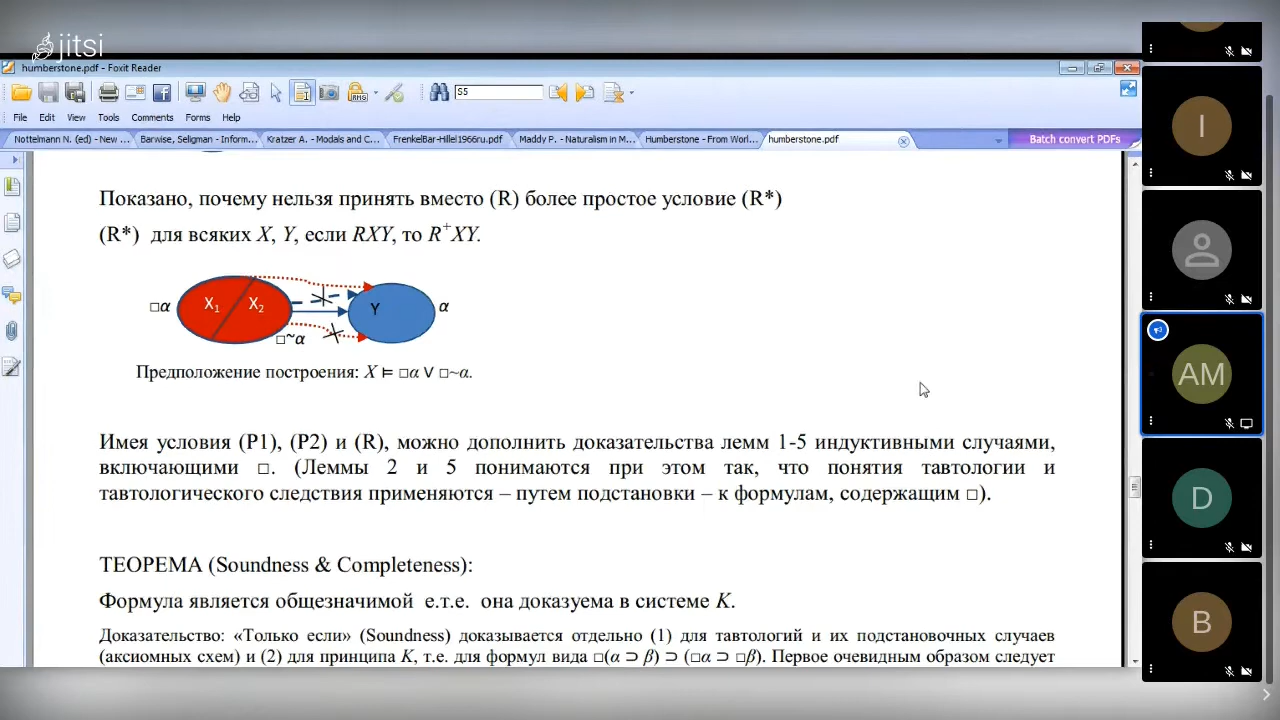 jitsi
humberstone.pdf - Foxit Reader
S5
File Edit View Tools Comments Forms Help
Nottelmann N. (ed) - New ... Barwise, Seligman - Inform... Kratzer A. - Modals and C... FrenkelBar-Hillel1966ru.pdf Maddy P. - Naturalism in M... Humberstone - From Worl... humberstone.pdf Batch convert PDFs
Показано, почему нельзя принять вместо (R) более простое условие (R*)
(R*) для всяких X, Y, если RXY, то R⁺XY.
□α X₁ X₂ Y α
□~α
Предположение построения: X ⊨ □α ∨ □~α.
Имея условия (P1), (P2) и (R), можно дополнить доказательства лемм 1-5 индуктивными случаями,
включающими □. (Леммы 2 и 5 понимаются при этом так, что понятия тавтологии и
тавтологического следствия применяются – путем подстановки – к формулам, содержащим □).
ТЕОРЕМА (Soundness & Completeness):
Формула является общезначимой е.т.е. она доказуема в системе K.
Доказательство: «Только если» (Soundness) доказывается отдельно (1) для тавтологий и их подстановочных случаев
(аксиомных схем) и (2) для принципа K, т.е. для формул вида □(α ⊃ β) ⊃ (□α ⊃ □β). Первое очевидным образом следует
I
AM
D
B